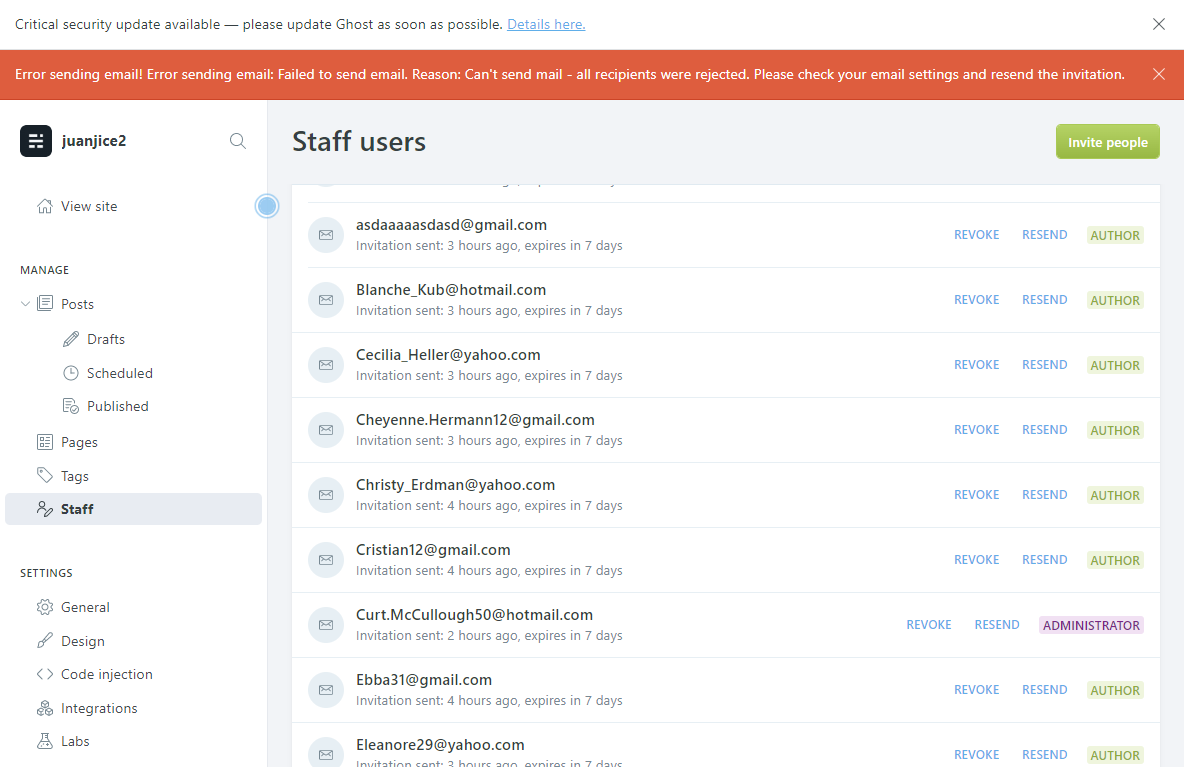 Critical security update available — please update Ghost as soon as possible. Details here.
Error sending email! Error sending email: Failed to send email. Reason: Can't send mail - all recipients were rejected. Please check your email settings and resend the invitation.
juanjice2
View site
MANAGE
Posts
Drafts
Scheduled
Published
Pages
Tags
Staff
SETTINGS
General
Design
Code injection
Integrations
Labs
Staff users
Invite people
asdaaaaasdasd@gmail.com
Invitation sent: 3 hours ago, expires in 7 days
REVOKE RESEND AUTHOR
Blanche_Kub@hotmail.com
Invitation sent: 3 hours ago, expires in 7 days
REVOKE RESEND AUTHOR
Cecilia_Heller@yahoo.com
Invitation sent: 3 hours ago, expires in 7 days
REVOKE RESEND AUTHOR
Cheyenne.Hermann12@gmail.com
Invitation sent: 3 hours ago, expires in 7 days
REVOKE RESEND AUTHOR
Christy_Erdman@yahoo.com
Invitation sent: 4 hours ago, expires in 7 days
REVOKE RESEND AUTHOR
Cristian12@gmail.com
Invitation sent: 4 hours ago, expires in 7 days
REVOKE RESEND AUTHOR
Curt.McCullough50@hotmail.com
Invitation sent: 2 hours ago, expires in 7 days
REVOKE RESEND ADMINISTRATOR
Ebba31@gmail.com
Invitation sent: 4 hours ago, expires in 7 days
REVOKE RESEND AUTHOR
Eleanore29@yahoo.com
Invitation sent: 3 hours ago, expires in 7 days
REVOKE RESEND AUTHOR